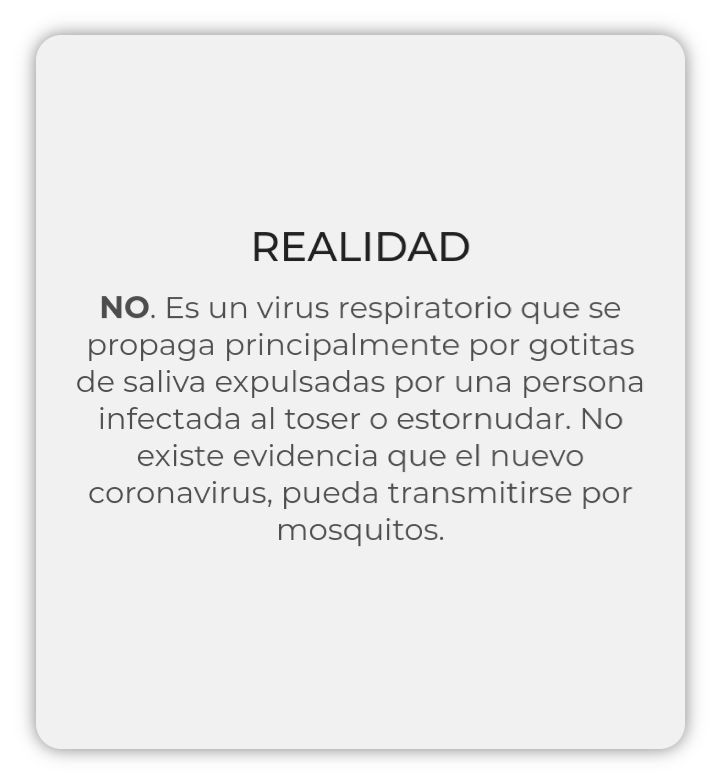 REALIDAD
NO. Es un virus respiratorio que se
propaga principalmente por gotitas
de saliva expulsadas por una persona
infectada al toser o estornudar. No
existe evidencia que el nuevo
coronavirus, pueda transmitirse por
mosquitos.